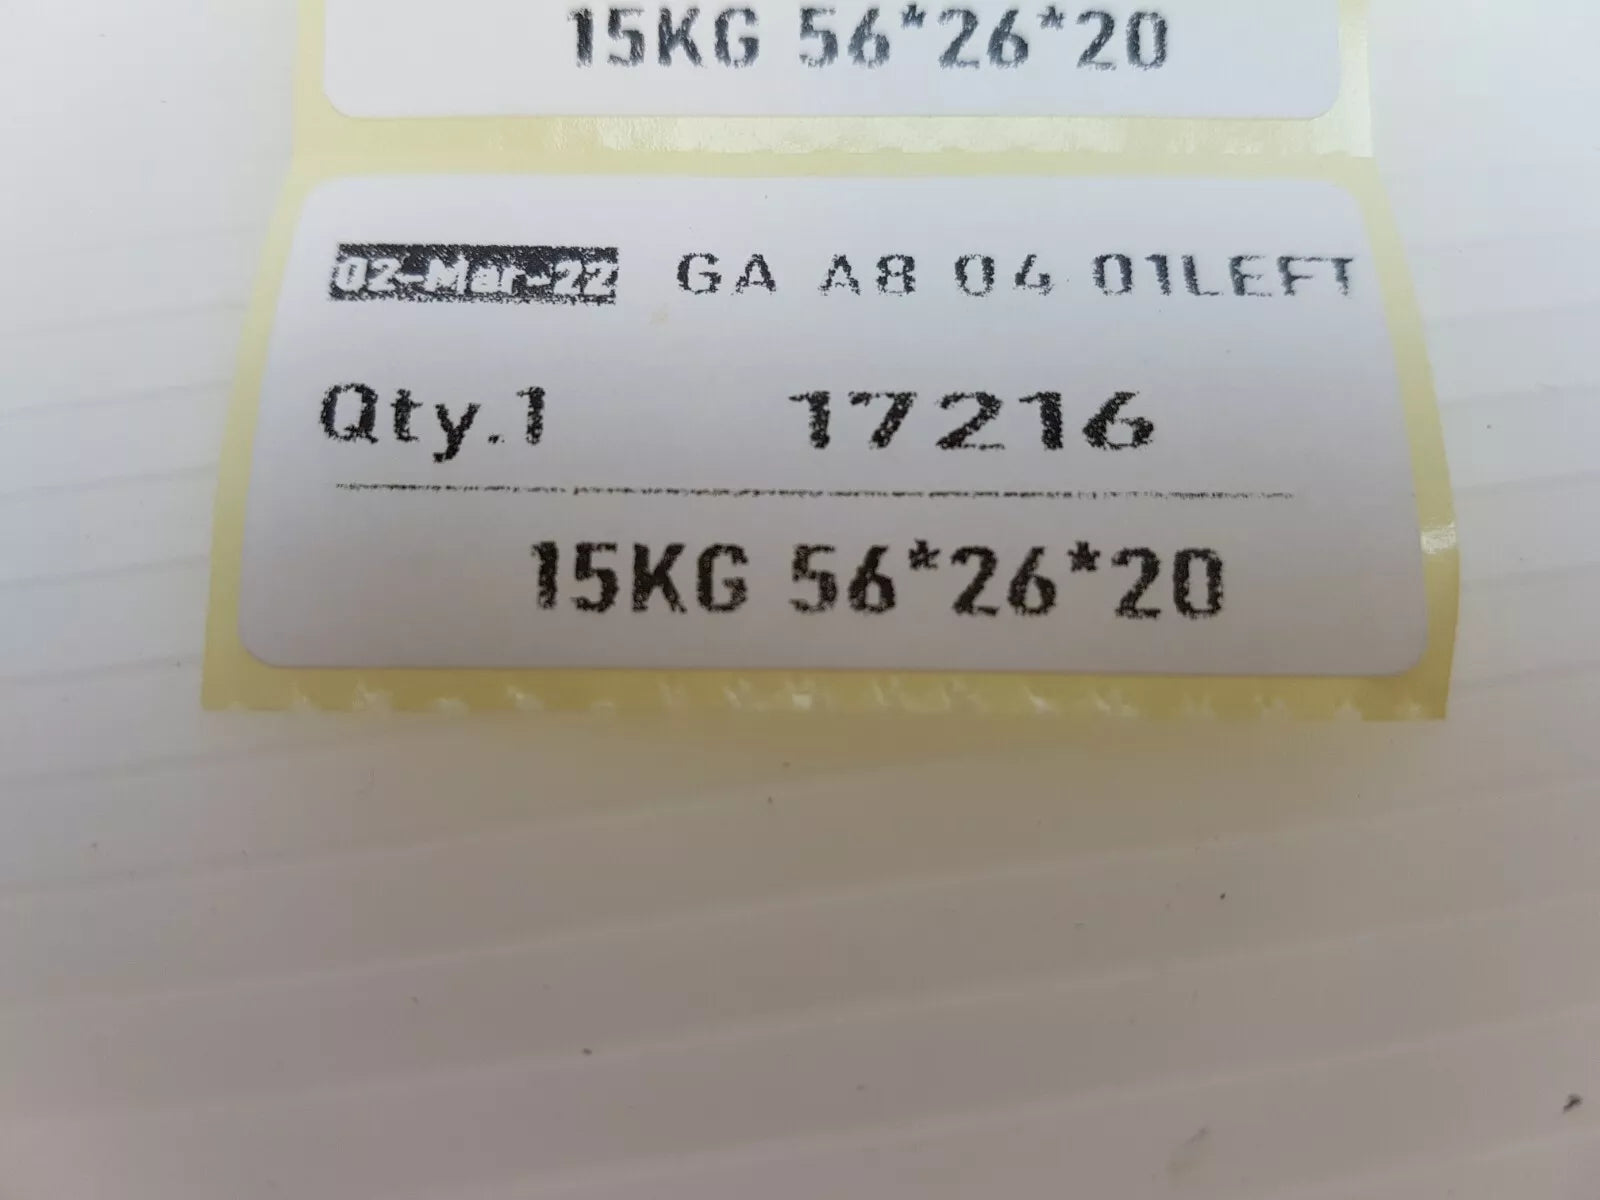 15KG 56*26*20
02-Mar-22 GA A8 04 01LEFT
Qty.1 17216
15KG 56*26*20